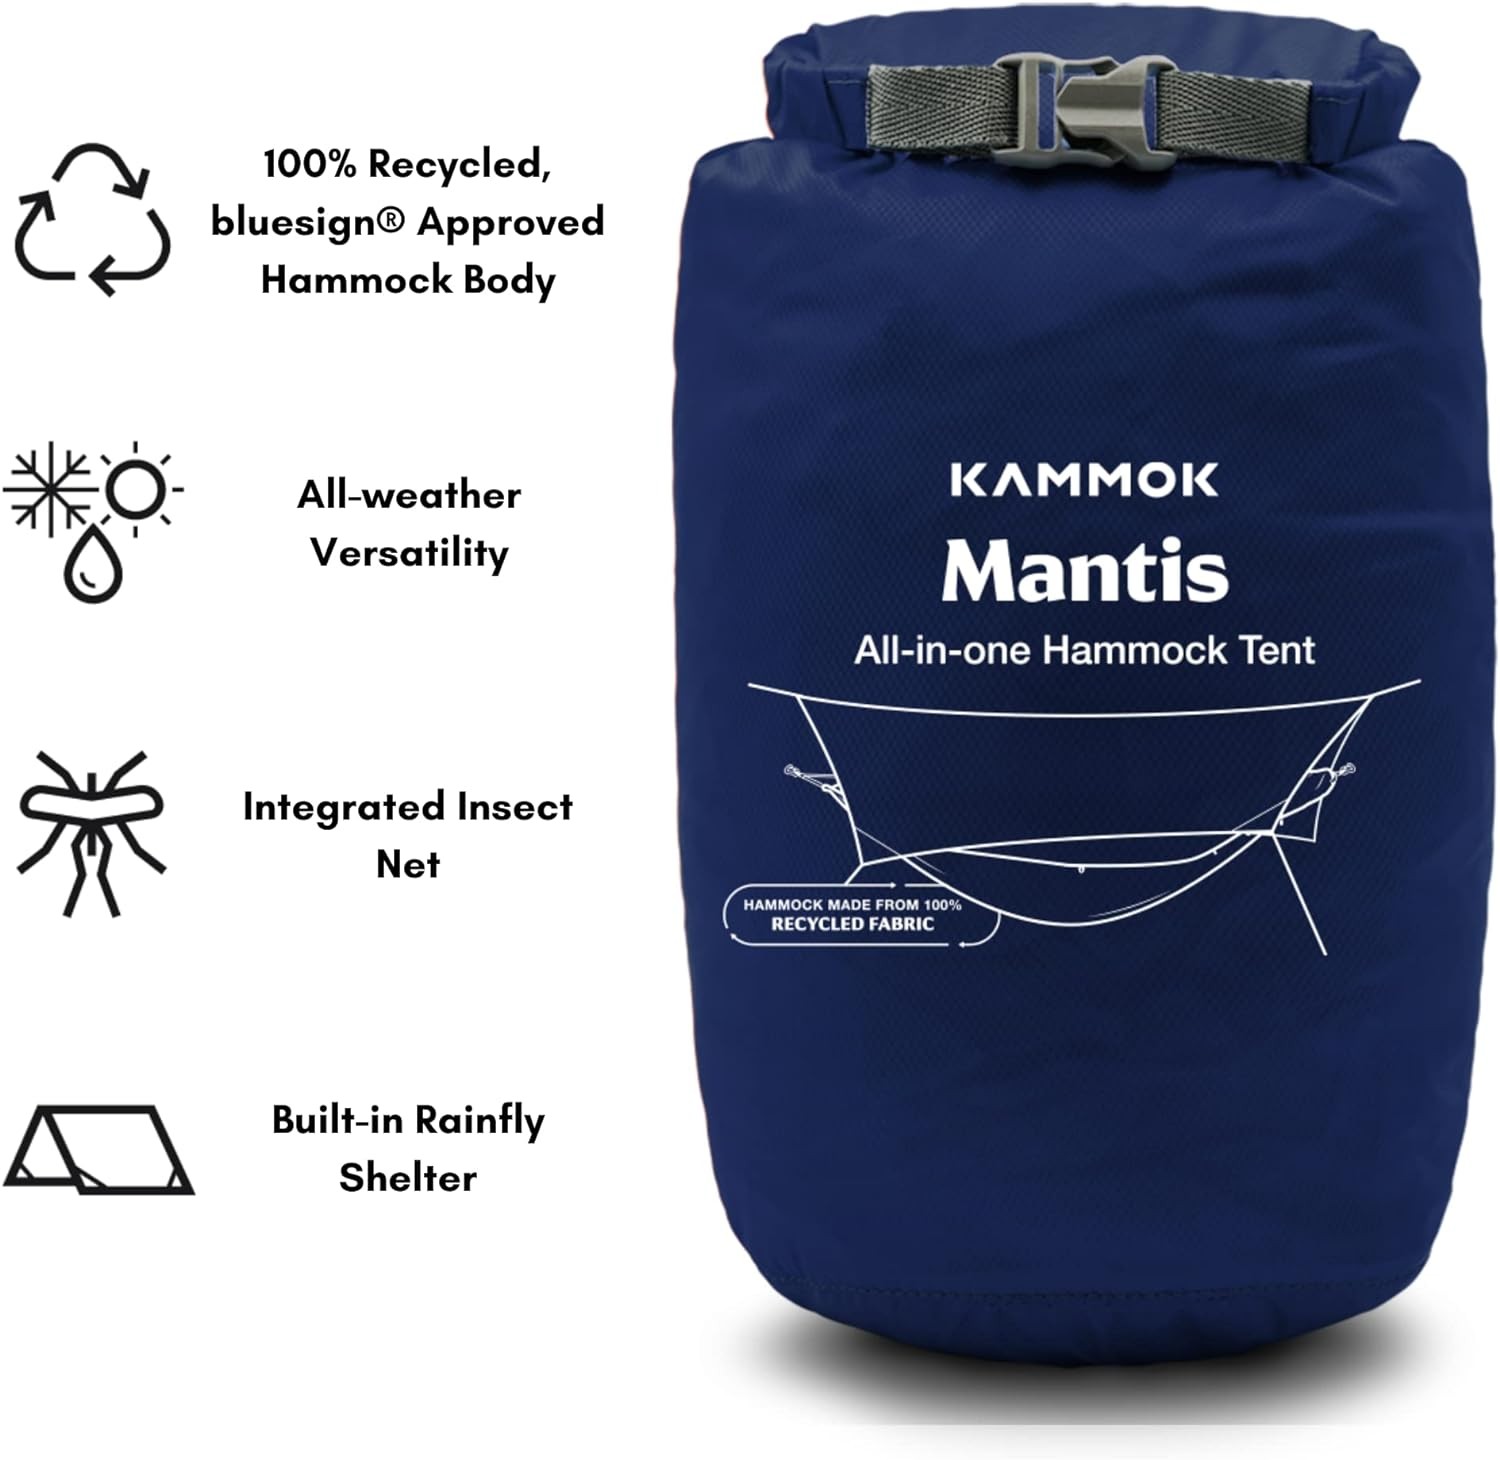 100% Recycled,
bluesign® Approved
Hammock Body
All-weather
Versatility
Integrated Insect
Net
Built-in Rainfly
Shelter
KAMMOK
Mantis
All-in-one Hammock Tent
HAMMOCK MADE FROM 100%
RECYCLED FABRIC